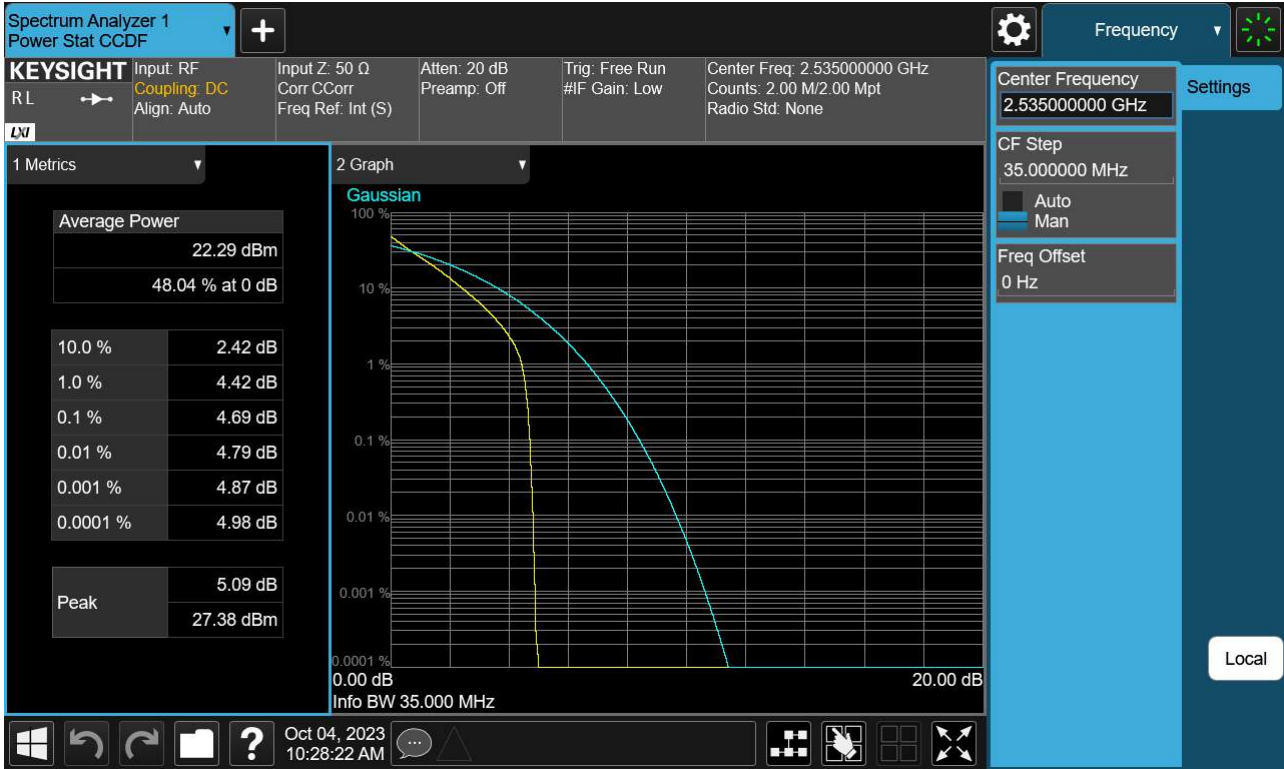 Spectrum Analyzer 1
Power Stat CCDF
Frequency
KEYSIGHT
R L
LXI
Input: RF
Coupling: DC
Align: Auto
Input Z: 50 Ω
Corr CCorr
Freq Ref: Int (S)
Atten: 20 dB
Preamp: Off
Trig: Free Run
#IF Gain: Low
Center Freq: 2.535000000 GHz
Counts: 2.00 M/2.00 Mpt
Radio Std: None
Center Frequency
2.535000000 GHz
Settings
CF Step
35.000000 MHz
Auto
Man
Freq Offset
0 Hz
1 Metrics
Average Power
22.29 dBm
48.04 % at 0 dB
10.0 % 2.42 dB
1.0 % 4.42 dB
0.1 % 4.69 dB
0.01 % 4.79 dB
0.001 % 4.87 dB
0.0001 % 4.98 dB
Peak
5.09 dB
27.38 dBm
2 Graph
Gaussian
100 %
10 %
1 %
0.1 %
0.01 %
0.001 %
0.0001 %
0.00 dB 20.00 dB
Info BW 35.000 MHz
Local
?
Oct 04, 2023
10:28:22 AM